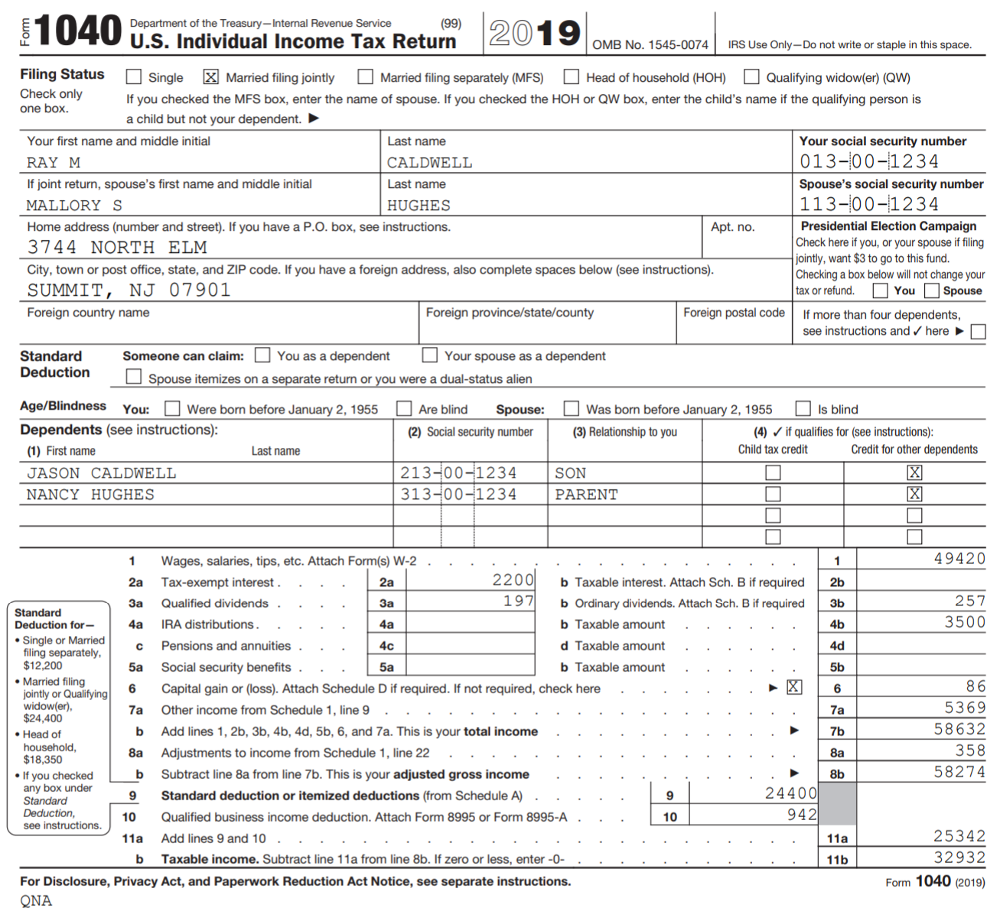 Form 1040 Department of the Treasury—Internal Revenue Service (99) U.S. Individual Income Tax Return 2019 OMB No. 1545-0074 IRS Use Only—Do not write or staple in this space.
Filing Status Single X Married filing jointly Married filing separately (MFS) Head of household (HOH) Qualifying widow(er) (QW)
Check only one box. If you checked the MFS box, enter the name of spouse. If you checked the HOH or QW box, enter the child's name if the qualifying person is
a child but not your dependent. ▶
Your first name and middle initial Last name Your social security number
RAY M CALDWELL 013-00-1234
If joint return, spouse's first name and middle initial Last name Spouse's social security number
MALLORY S HUGHES 113-00-1234
Home address (number and street). If you have a P.O. box, see instructions. Apt. no.
3744 NORTH ELM
City, town or post office, state, and ZIP code. If you have a foreign address, also complete spaces below (see instructions).
SUMMIT, NJ 07901
Presidential Election Campaign
Check here if you, or your spouse if filing
jointly, want $3 to go to this fund.
Checking a box below will not change your
tax or refund. You Spouse
Foreign country name Foreign province/state/county Foreign postal code
If more than four dependents,
see instructions and ✓ here ▶
Standard Deduction Someone can claim: You as a dependent Your spouse as a dependent
Spouse itemizes on a separate return or you were a dual-status alien
Age/Blindness You: Were born before January 2, 1955 Are blind Spouse: Was born before January 2, 1955 Is blind
Dependents (see instructions): (2) Social security number (3) Relationship to you (4) ✓ if qualifies for (see instructions):
(1) First name Last name Child tax credit Credit for other dependents
JASON CALDWELL 213-00-1234 SON X
NANCY HUGHES 313-00-1234 PARENT X
1 Wages, salaries, tips, etc. Attach Form(s) W-2 1 49420
2a Tax-exempt interest 2a 2200 b Taxable interest. Attach Sch. B if required 2b
3a Qualified dividends 3a 197 b Ordinary dividends. Attach Sch. B if required 3b 257
4a IRA distributions 4a b Taxable amount 4b 3500
c Pensions and annuities 4c d Taxable amount 4d
5a Social security benefits 5a b Taxable amount 5b
6 Capital gain or (loss). Attach Schedule D if required. If not required, check here ▶ X 6 86
7a Other income from Schedule 1, line 9 7a 5369
b Add lines 1, 2b, 3b, 4b, 4d, 5b, 6, and 7a. This is your total income ▶ 7b 58632
8a Adjustments to income from Schedule 1, line 22 8a 358
b Subtract line 8a from line 7b. This is your adjusted gross income ▶ 8b 58274
9 Standard deduction or itemized deductions (from Schedule A) 9 24400
10 Qualified business income deduction. Attach Form 8995 or Form 8995-A 10 942
11a Add lines 9 and 10 11a 25342
b Taxable income. Subtract line 11a from line 8b. If zero or less, enter -0- 11b 32932
Standard
Deduction for—
• Single or Married
filing separately,
$12,200
• Married filing
jointly or Qualifying
widow(er),
$24,400
• Head of
household,
$18,350
• If you checked
any box under
Standard
Deduction,
see instructions.
For Disclosure, Privacy Act, and Paperwork Reduction Act Notice, see separate instructions. Form 1040 (2019)
QNA